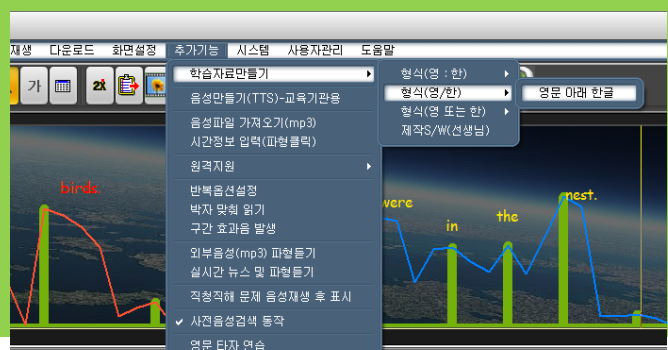 재생 다운로드 화면설정 추가기능 시스템 사용자관리 도움말
가 2x
학습자료만들기
음성만들기(TTS)-교육기관용
음성파일 가져오기(mp3)
시간정보 입력(파형클릭)
원격지원
반복옵션설정
박자 맞춰 읽기
구간 효과음 발생
외부음성(mp3) 파형듣기
실시간 뉴스 및 파형듣기
직청직해 문제 음성재생 후 표시
사전음성검색 동작
영문 타자 연습
형식(영 : 한)
형식(영/한)
형식(영 또는 한)
제작S/W(선생님)
영문 아래 한글
birds.
were
in
the
nest.